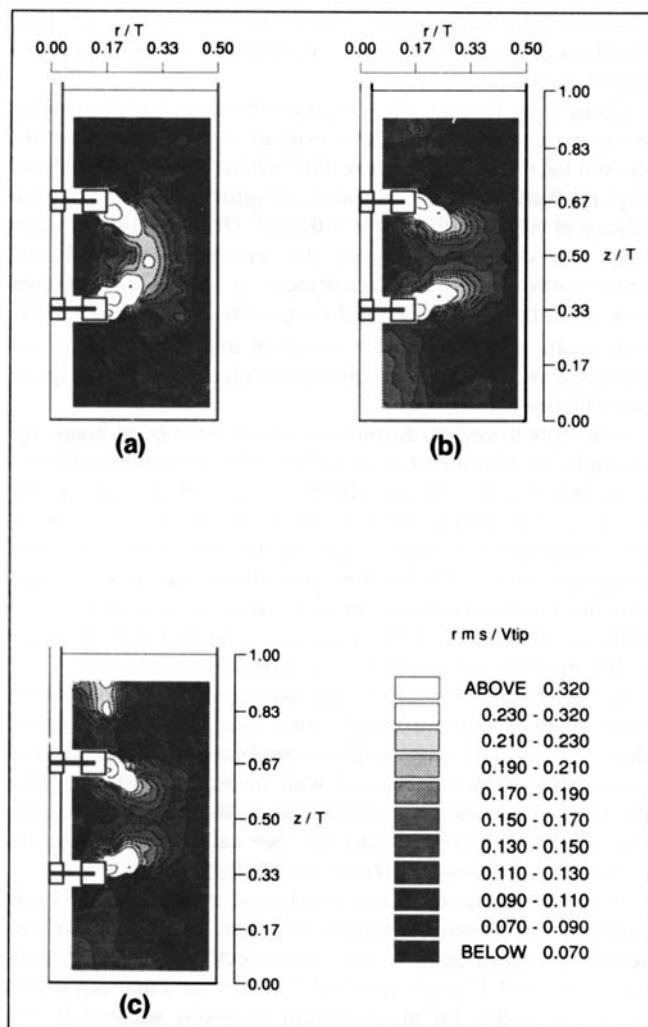 r / T
0.00 0.17 0.33 0.50
r / T
0.00 0.17 0.33 0.50
1.00
0.83
0.67
0.50 z / T
0.33
0.17
0.00
(a)
(b)
1.00
0.83
0.67
z / T 0.50
0.33
0.17
0.00
(c)
r m s / Vtip
ABOVE 0.320
0.230 - 0.320
0.210 - 0.230
0.190 - 0.210
0.170 - 0.190
0.150 - 0.170
0.130 - 0.150
0.110 - 0.130
0.090 - 0.110
0.070 - 0.090
BELOW 0.070